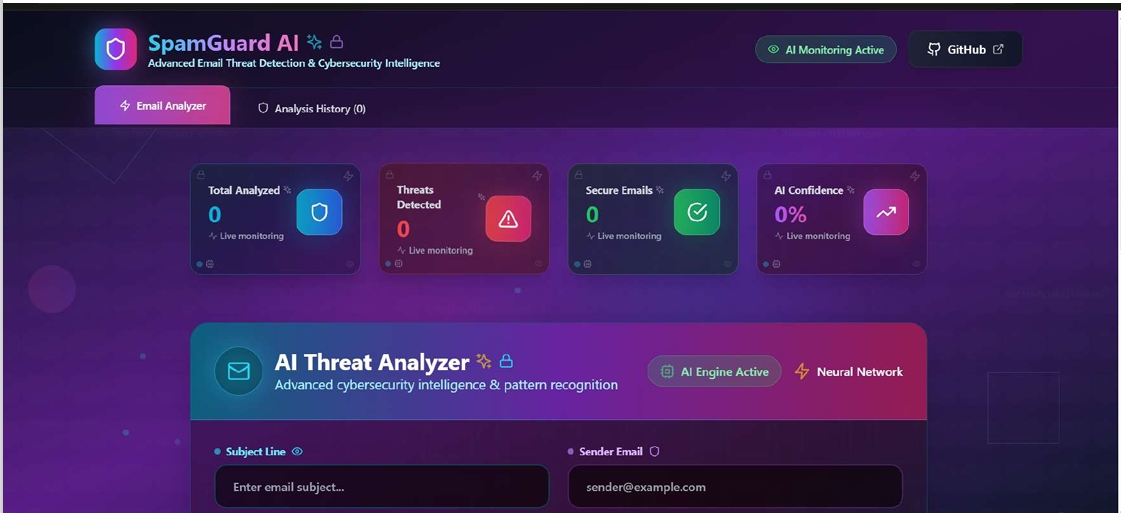 SpamGuard AI
Advanced Email Threat Detection & Cybersecurity Intelligence
AI Monitoring Active
GitHub
Email Analyzer
Analysis History (0)
Total Analyzed
0
Live monitoring
Threats
Detected
0
Live monitoring
Secure Emails
0
Live monitoring
AI Confidence
0%
Live monitoring
AI Threat Analyzer
Advanced cybersecurity intelligence & pattern recognition
AI Engine Active
Neural Network
Subject Line
Enter email subject...
Sender Email
sender@example.com